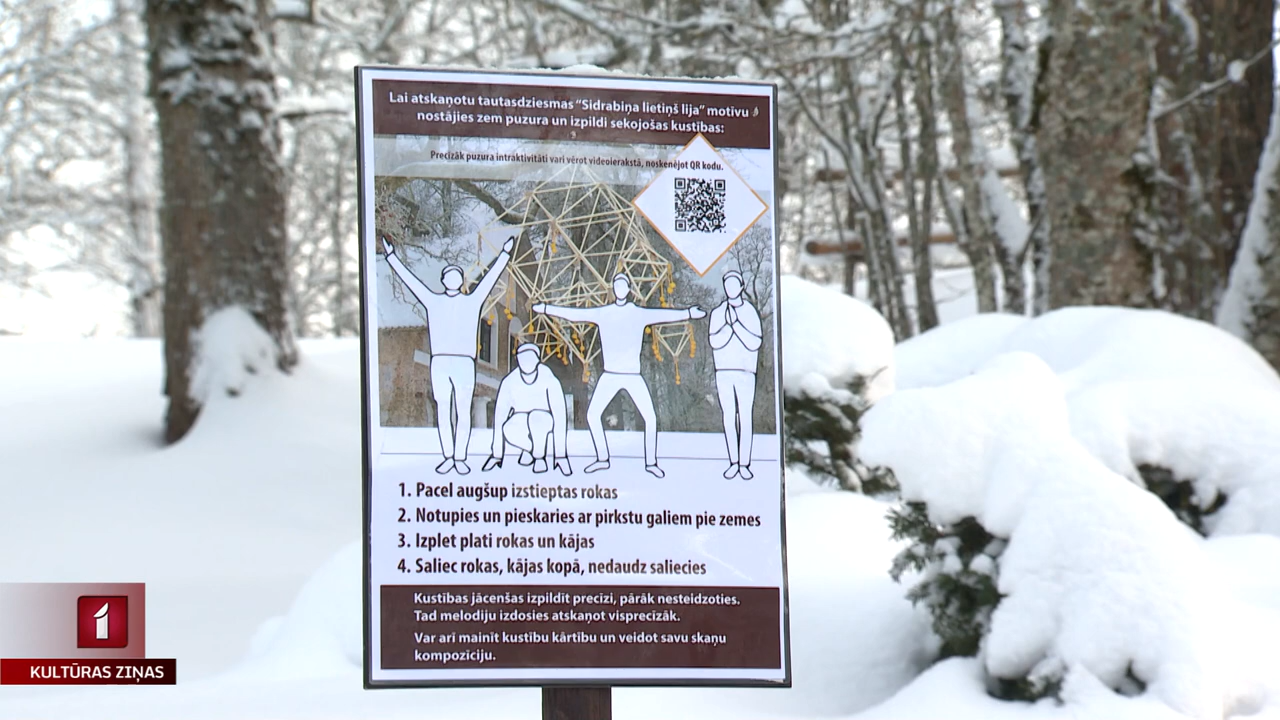 Lai atskaņotu tautasdziesmas “Sidrabiņa lietiņš lija” motīvu
nostājies zem puzura un izpildi sekojošas kustības:
Precīzāk puzura intraktivitāti vari vērot videoierakstā, noskenējot QR kodu.
1. Pacel augšup izstieptas rokas
2. Notupies un pieskaries ar pirkstu galiem pie zemes
3. Izplet plati rokas un kājas
4. Saliec rokas, kājas kopā, nedaudz saliecies
Kustības jācenšas izpildīt precīzi, pārāk nesteidzoties.
Tad melodiju izdosies atskaņot visprecīzāk.
Var arī mainīt kustību kārtību un veidot savu skaņu
kompozīciju.
1
KULTŪRAS ZIŅAS